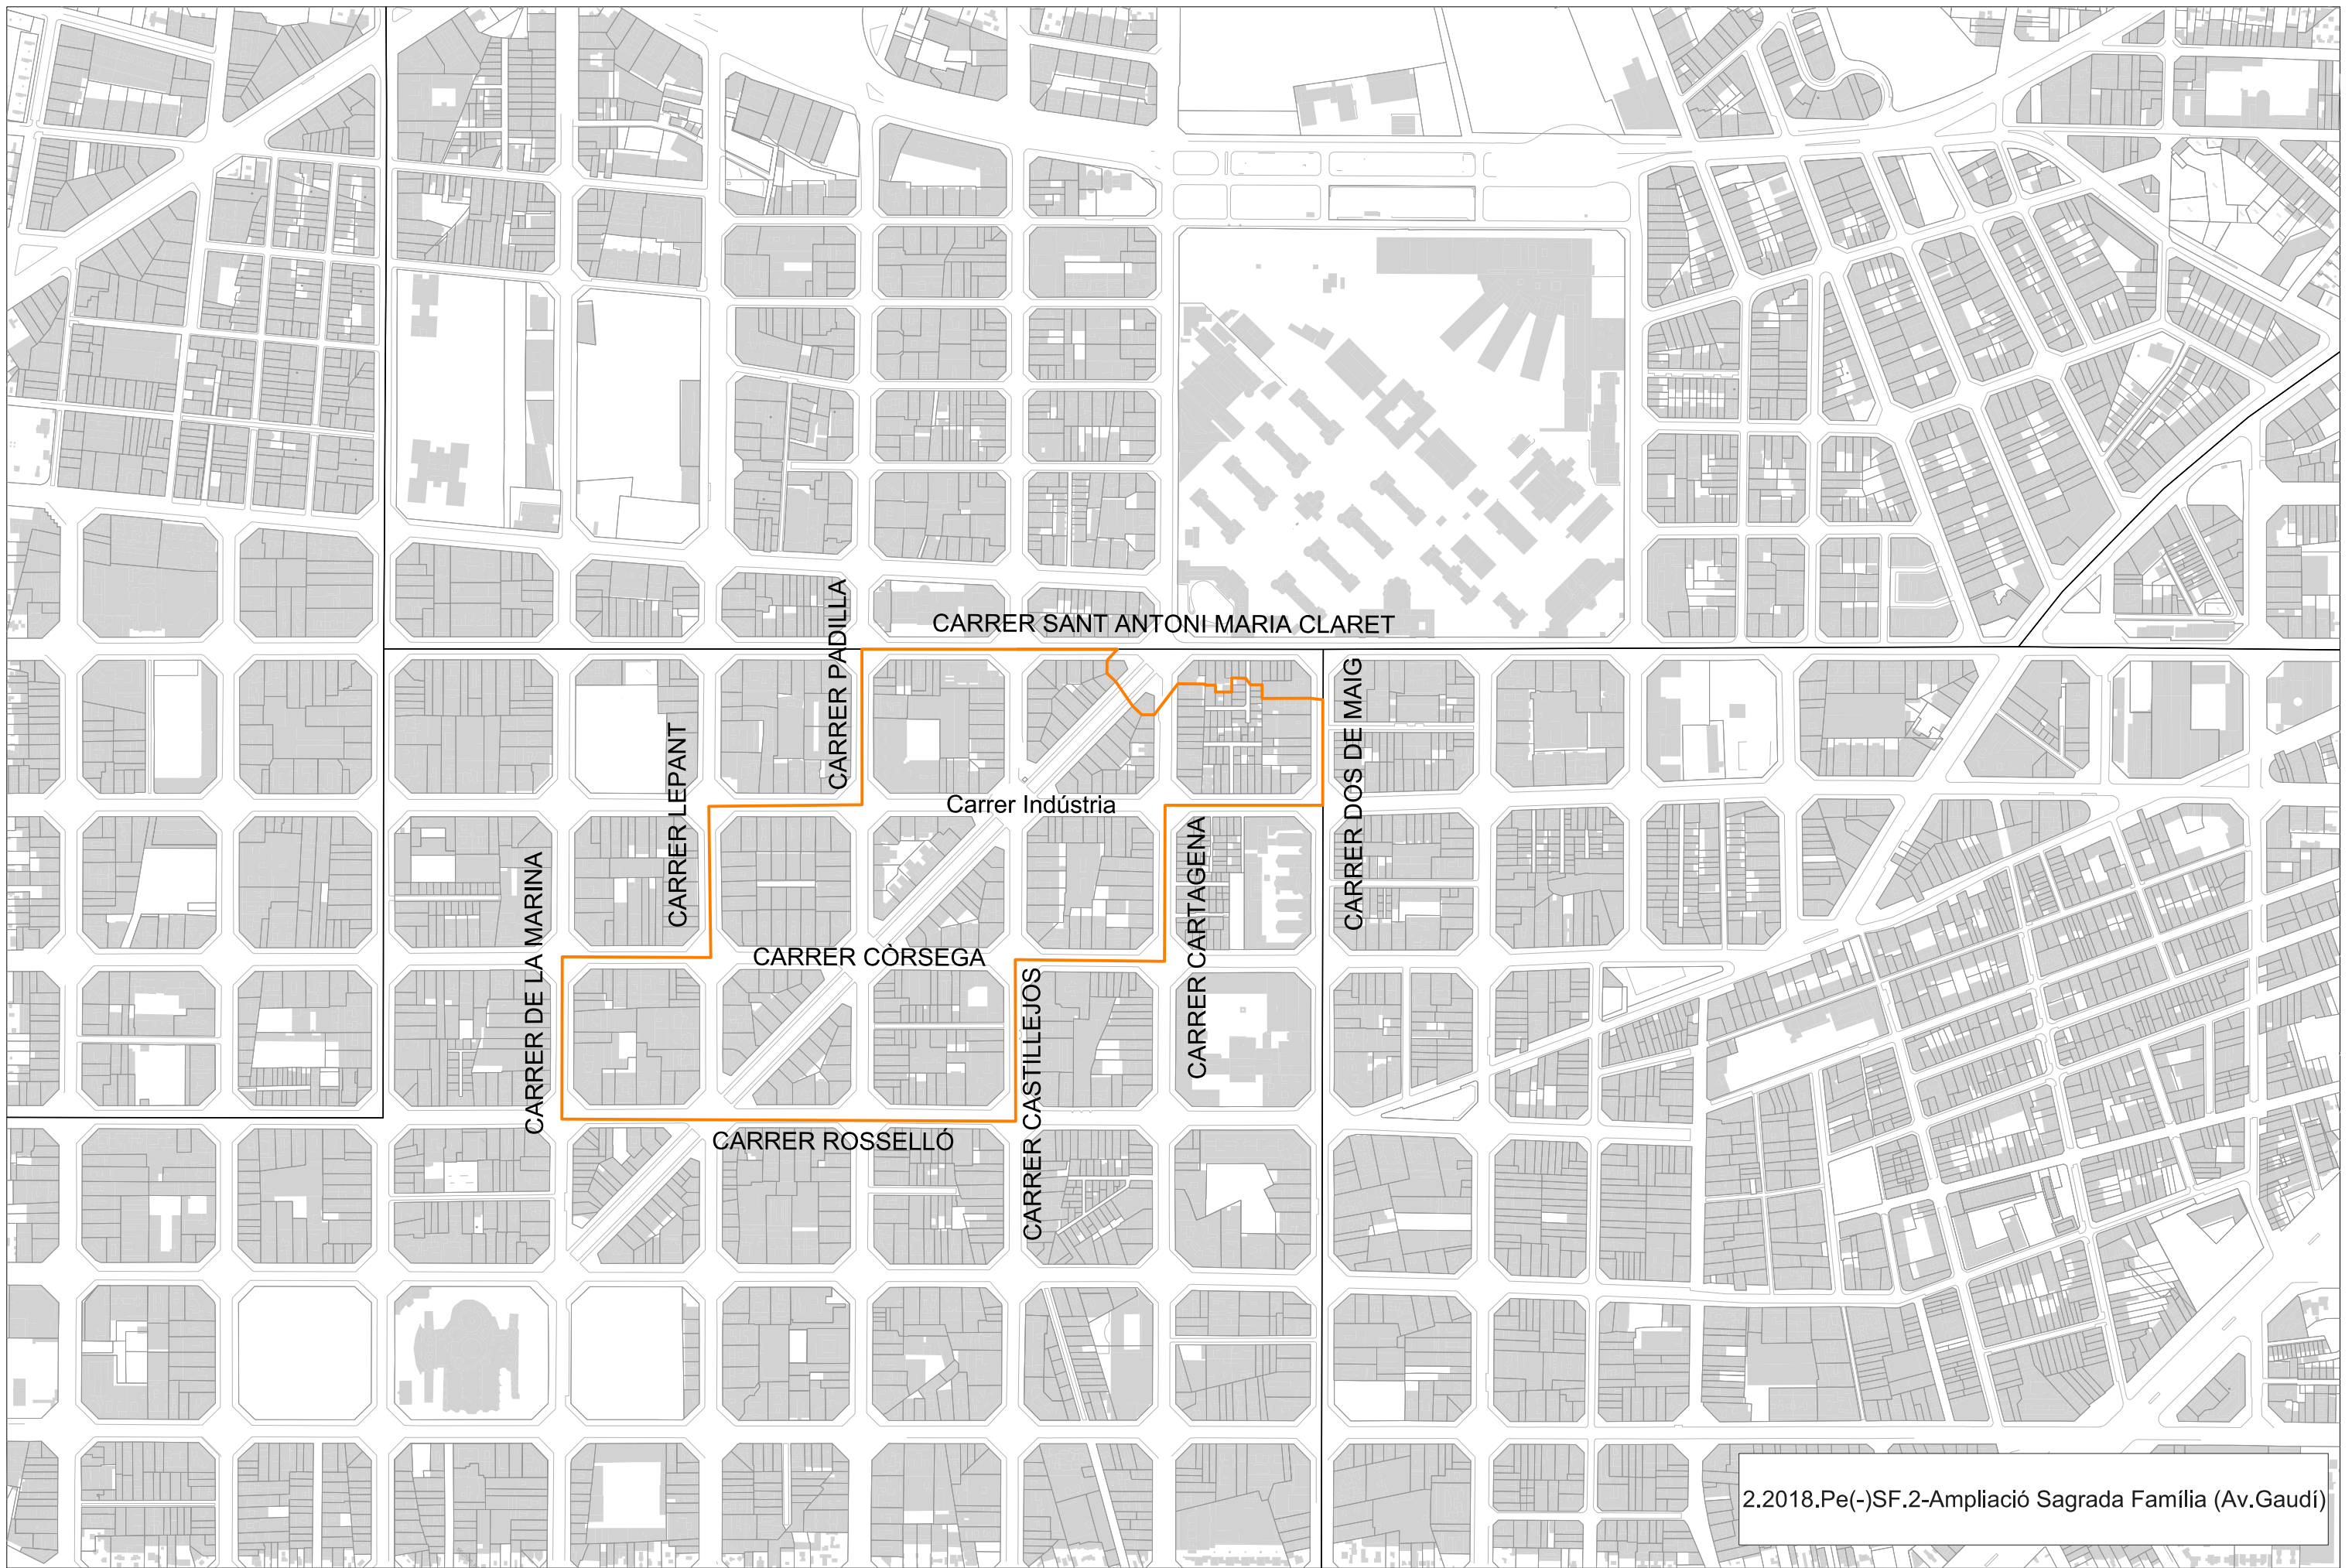 CARRER SANT ANTONI MARIA CLARET
CARRER PADILLA
CARRER DOS DE MAIG
CARRER LEPANT
Carrer Indústria
CARRER CARTAGENA
CARRER DE LA MARINA
CARRER CÒRSEGA
CARRER CASTILLEJOS
CARRER ROSSELLÓ
2.2018.Pe(-)SF.2-Ampliació Sagrada Família (Av.Gaudí)